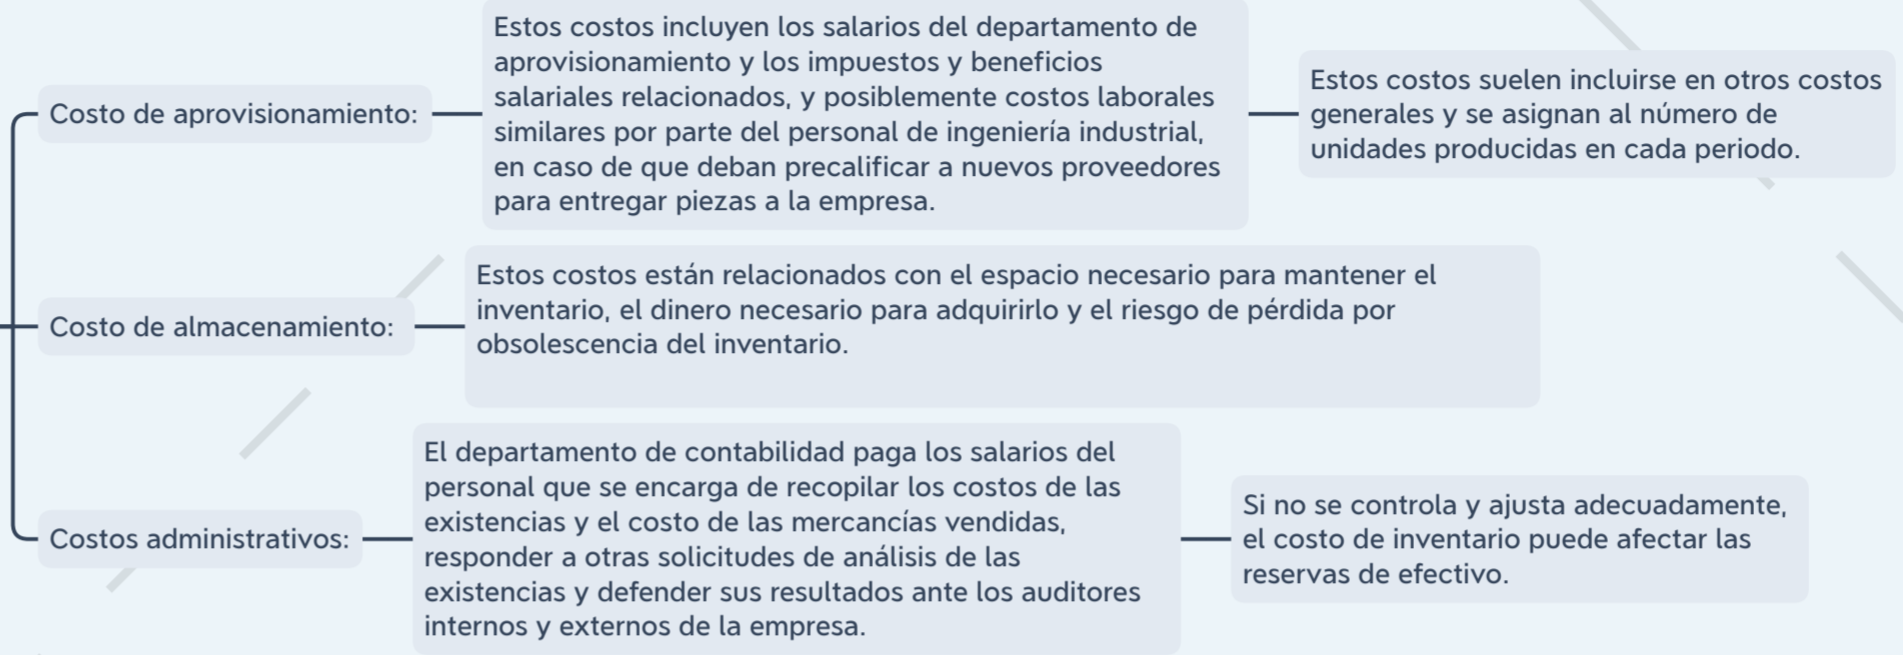 Costo de aprovisionamiento:
Estos costos incluyen los salarios del departamento de
aprovisionamiento y los impuestos y beneficios
salariales relacionados, y posiblemente costos laborales
similares por parte del personal de ingeniería industrial,
en caso de que deban precalificar a nuevos proveedores
para entregar piezas a la empresa.
Estos costos suelen incluirse en otros costos
generales y se asignan al número de
unidades producidas en cada periodo.
Costo de almacenamiento:
Estos costos están relacionados con el espacio necesario para mantener el
inventario, el dinero necesario para adquirirlo y el riesgo de pérdida por
obsolescencia del inventario.
Costos administrativos:
El departamento de contabilidad paga los salarios del
personal que se encarga de recopilar los costos de las
existencias y el costo de las mercancías vendidas,
responder a otras solicitudes de análisis de las
existencias y defender sus resultados ante los auditores
internos y externos de la empresa.
Si no se controla y ajusta adecuadamente,
el costo de inventario puede afectar las
reservas de efectivo.